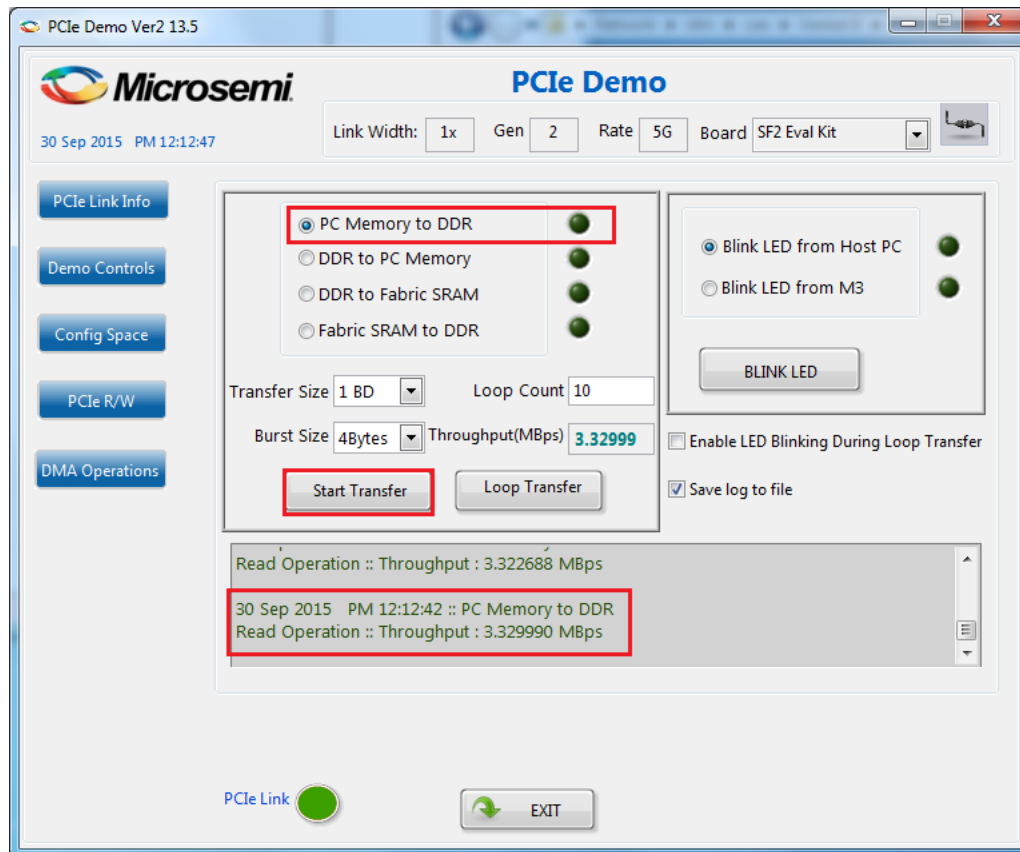 PCIe Demo Ver2 13.5
Microsemi.
PCIe Demo
30 Sep 2015 PM 12:12:47
Link Width: 1x Gen 2 Rate 5G Board SF2 Eval Kit
PCIe Link Info
Demo Controls
Config Space
PCIe R/W
DMA Operations
PC Memory to DDR
DDR to PC Memory
DDR to Fabric SRAM
Fabric SRAM to DDR
Transfer Size 1 BD Loop Count 10
Burst Size 4Bytes Throughput(MBps) 3.32999
Start Transfer Loop Transfer
Blink LED from Host PC
Blink LED from M3
BLINK LED
Enable LED Blinking During Loop Transfer
Save log to file
Read Operation :: Throughput : 3.322688 MBps
30 Sep 2015 PM 12:12:42 :: PC Memory to DDR
Read Operation :: Throughput : 3.329990 MBps
PCIe Link
EXIT